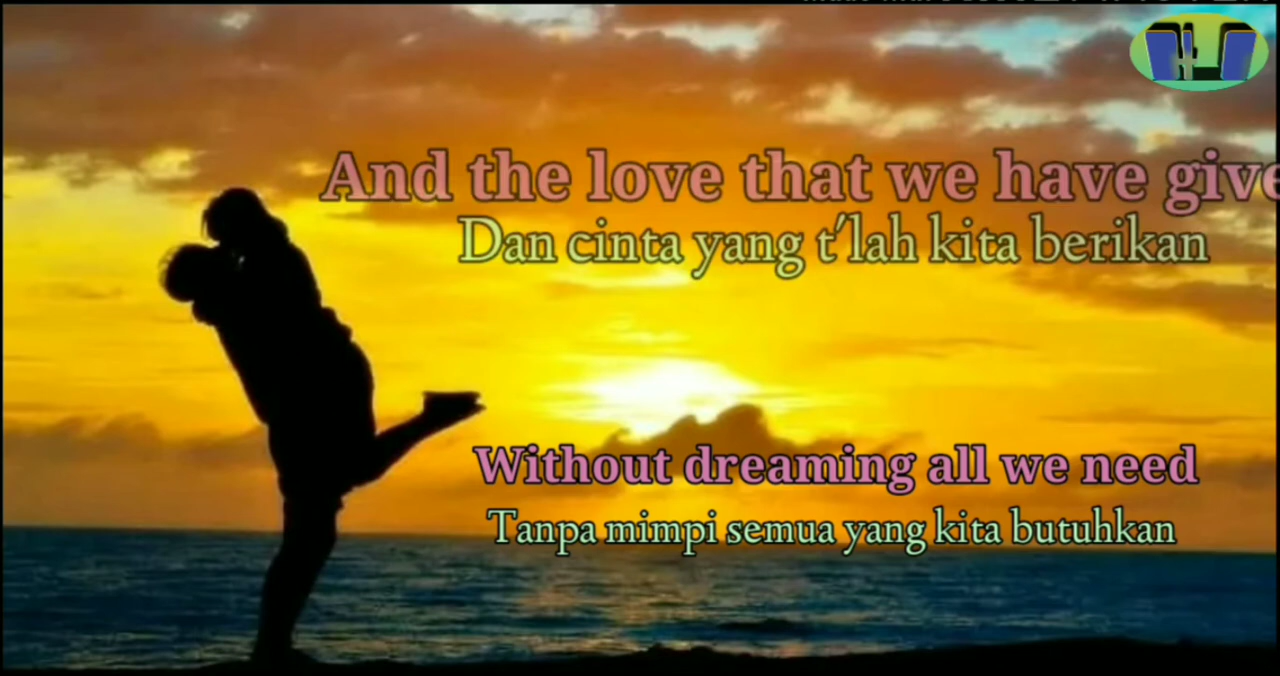 And the love that we have give
Dan cinta yang t'lah kita berikan
Without dreaming all we need
Tanpa mimpi semua yang kita butuhkan